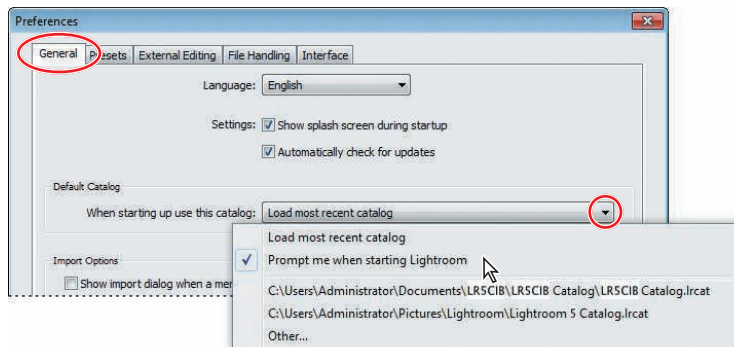 Preferences
General Presets External Editing File Handling Interface
Language: English
Settings: Show splash screen during startup
Automatically check for updates
Default Catalog
When starting up use this catalog: Load most recent catalog
Load most recent catalog
Prompt me when starting Lightroom
C:\Users\Administrator\Documents\LR5CIB\LR5CIB Catalog\LR5CIB Catalog.lrcat
C:\Users\Administrator\Pictures\Lightroom\Lightroom 5 Catalog.lrcat
Other...
Import Options
Show import dialog when a